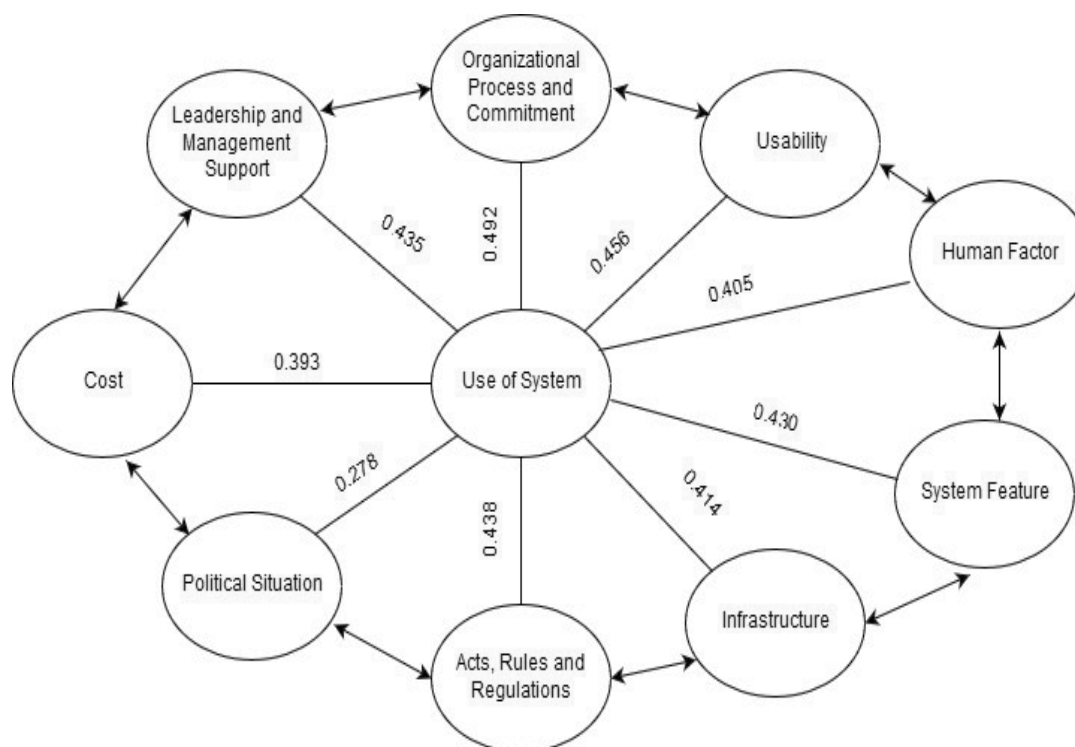 Organizational
Process and
Commitment
Leadership and
Management
Support
Usability
Human Factor
0.435
0.492
0.456
0.405
Cost
0.393
Use of System
0.430
System Feature
0.278
0.438
0.414
Political Situation
Infrastructure
Acts, Rules and
Regulations